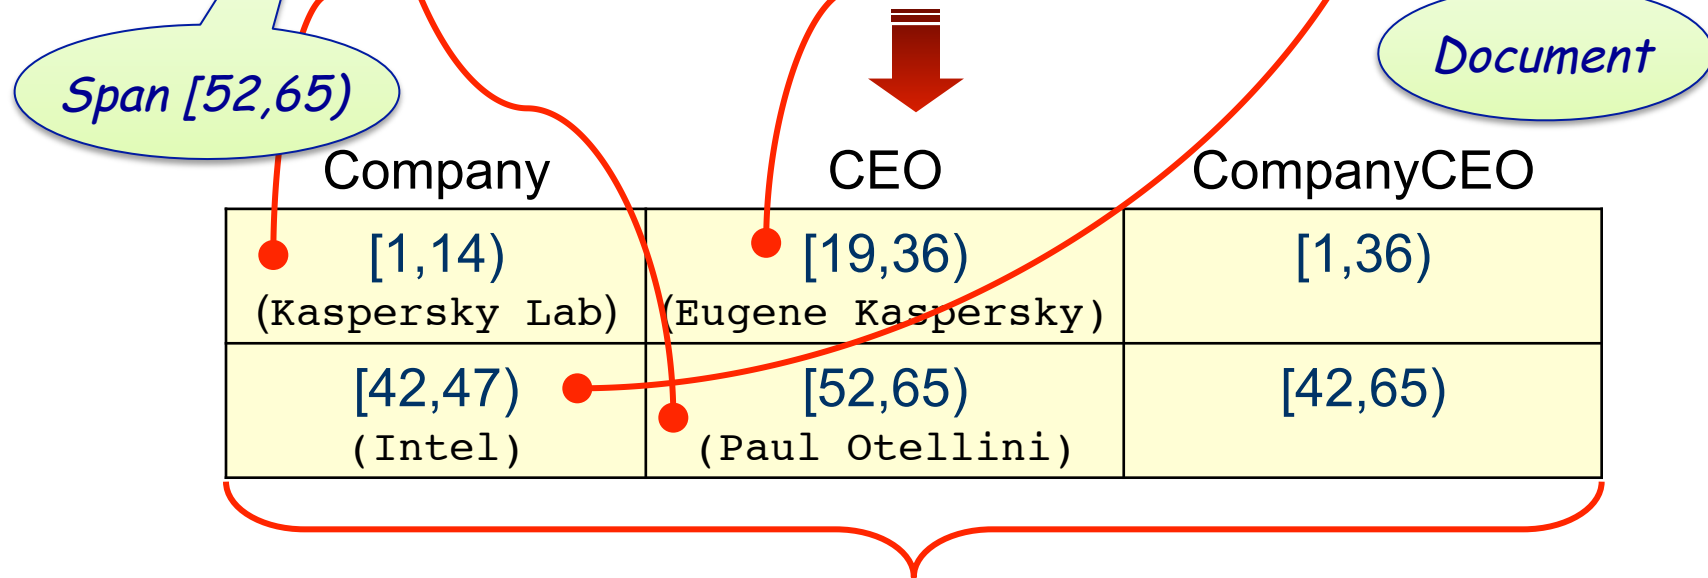 Document
Span [52,65)
Company CEO CompanyCEO
[1,14) [19,36) [1,36)
(Kaspersky Lab) (Eugene Kaspersky)
[42,47) [52,65) [42,65)
(Intel) (Paul Otellini)